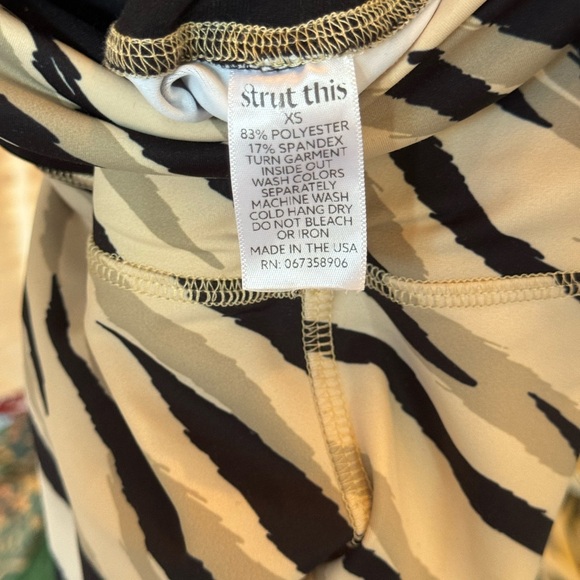 strut this
XS
83% POLYESTER
17% SPANDEX
TURN GARMENT
INSIDE OUT
WASH COLORS
SEPARATELY
MACHINE WASH
COLD HANG DRY
DO NOT BLEACH
OR IRON
MADE IN THE USA
RN: 067358906